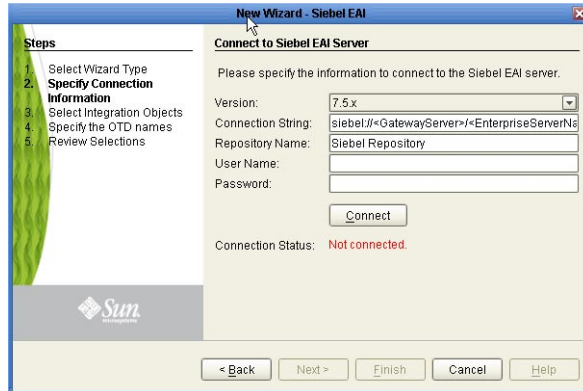 New Wizard - Siebel EAI
Steps
1. Select Wizard Type
2. Specify Connection Information
3. Select Integration Objects
4. Specify the OTD names
5. Review Selections
Sun
microsystems
Connect to Siebel EAI Server
Please specify the information to connect to the Siebel EAI server.
Version: 7.5.x
Connection String: siebel://<GatewayServer>/<EnterpriseServerNa
Repository Name: Siebel Repository
User Name:
Password:
Connect
Connection Status: Not connected.
< Back Next > Finish Cancel Help